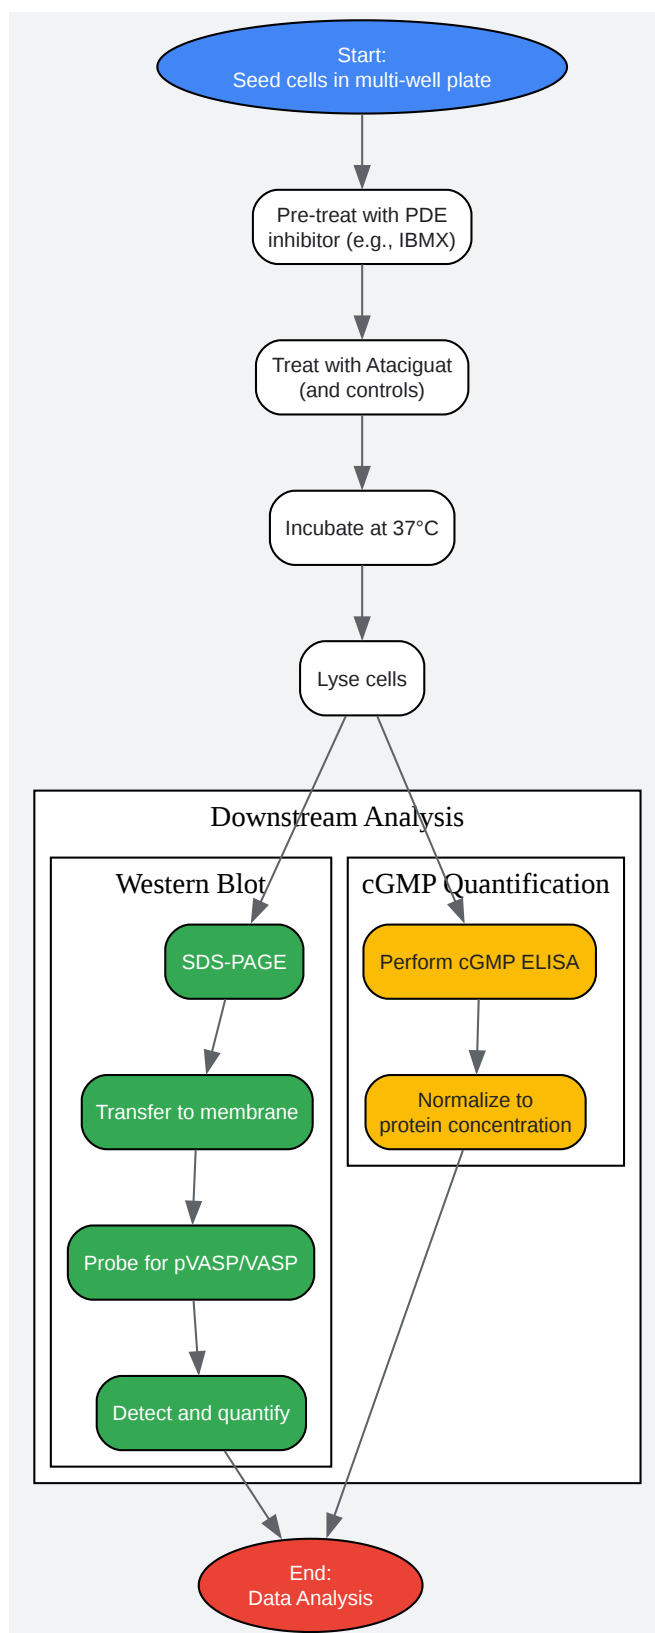 Start:
Seed cells in multi-well plate
Pre-treat with PDE
inhibitor (e.g., IBMX)
Treat with Ataciguat
(and controls)
Incubate at 37°C
Lyse cells
Downstream Analysis
Western Blot
SDS-PAGE
Transfer to membrane
Probe for pVASP/VASP
Detect and quantify
cGMP Quantification
Perform cGMP ELISA
Normalize to
protein concentration
End:
Data Analysis